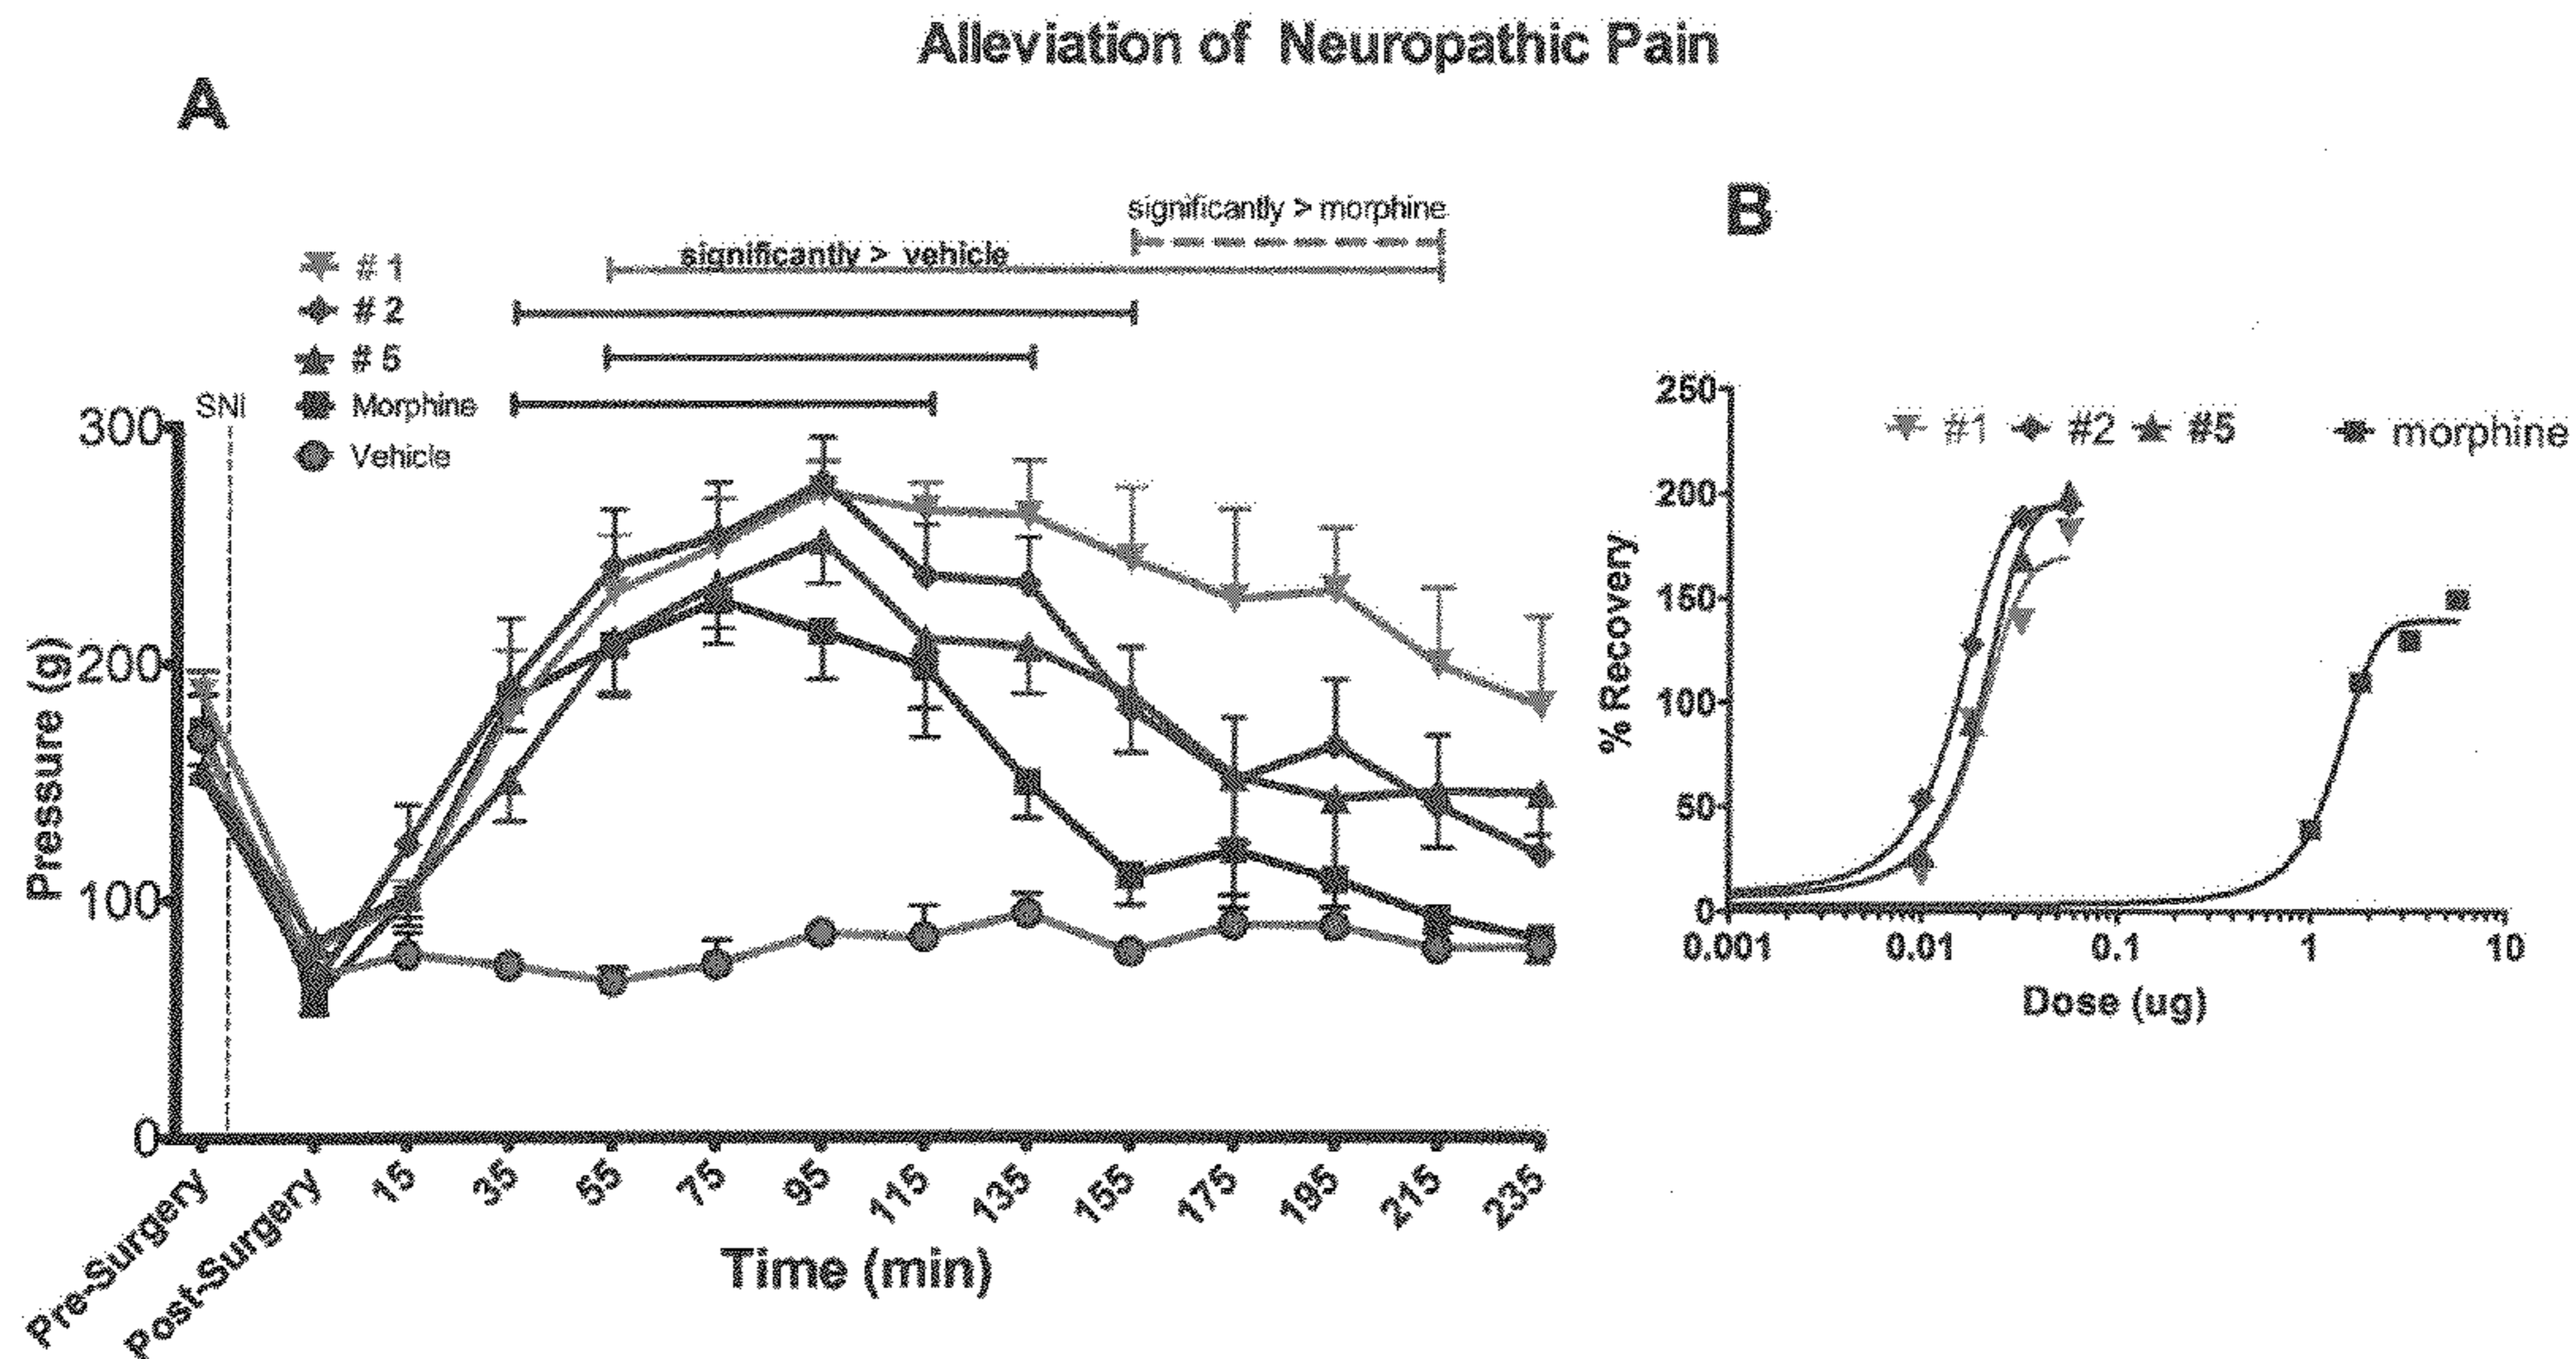 Alleviation of Neuropathic Pain
A
significantly > morphine
significantly > vehicle
# 1
# 2
# 5
Morphine
Vehicle
SNI
300
200
100
0
Pressure (g)
Pre-Surgery
Post-Surgery
15
35
55
75
95
115
135
155
175
195
215
235
Time (min)
B
#1 #2 #5 morphine
250
200
150
100
50
0
% Recovery
0.001 0.01 0.1 1 10
Dose (ug)